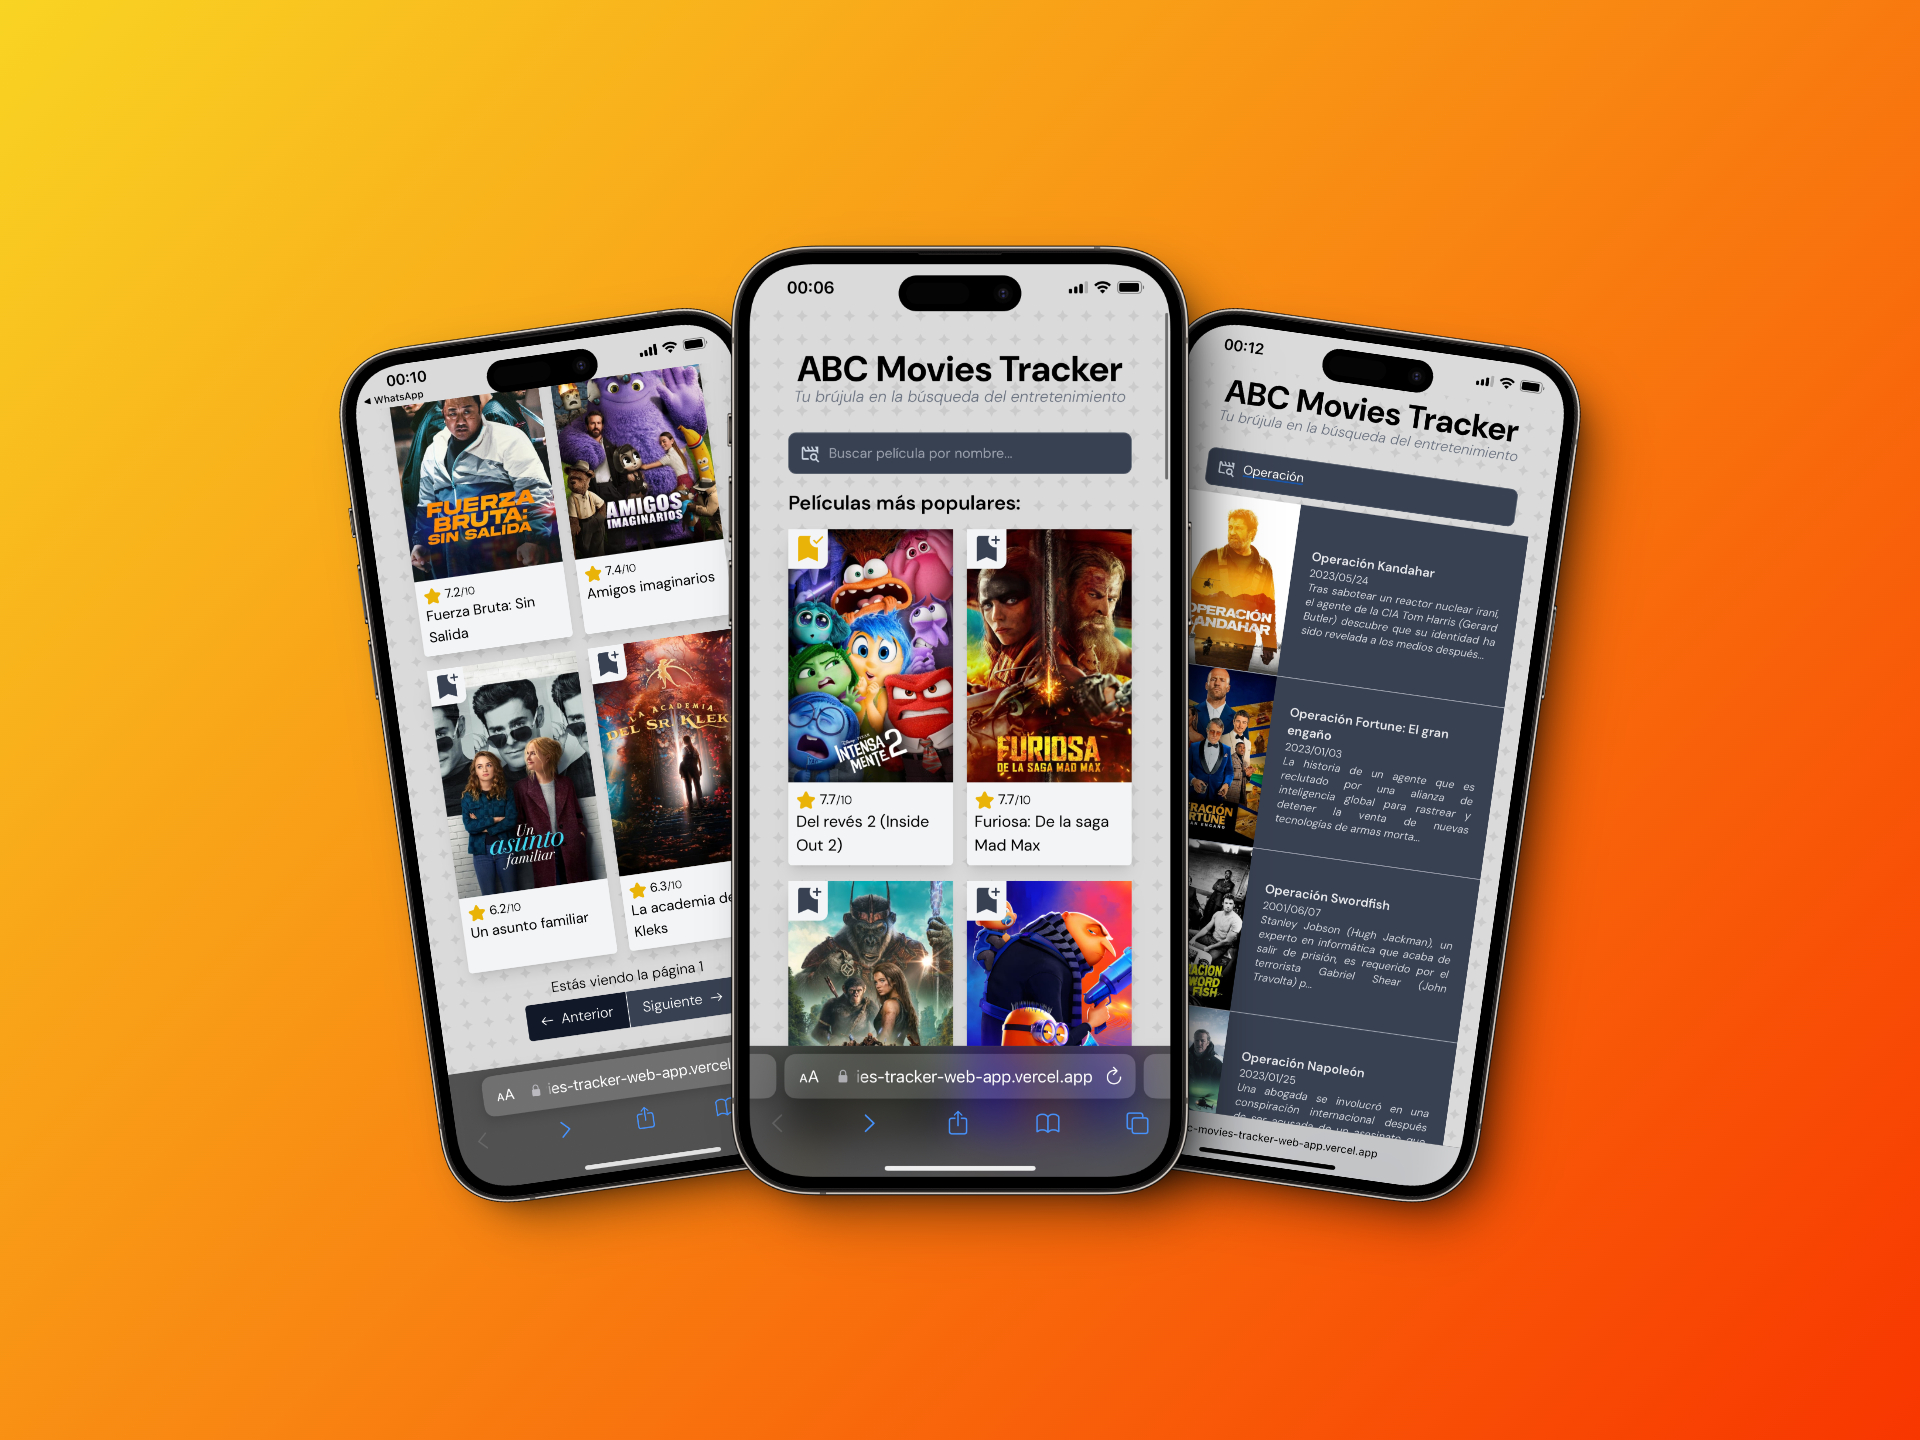 00:10
◀ WhatsApp
FUERZA
BRUTA:
SIN SALIDA
AMIGOS
IMAGINARIOS
7.2/10
Fuerza Bruta: Sin
Salida
7.4/10
Amigos imaginarios
Un
asunto
familiar
LA ACADEMIA
DEL SR. KLEK
6.2/10
Un asunto familiar
6.3/10
La academia de
Kleks
Estás viendo la página 1
← Anterior
Siguiente →
AA
ies-tracker-web-app.vercel
00:06
ABC Movies Tracker
Tu brújula en la búsqueda del entretenimiento
Buscar película por nombre...
Películas más populares:
INTENSA
MENTE 2
FURIOSA
DE LA SAGA MAD MAX
7.7/10
Del revés 2 (Inside
Out 2)
7.7/10
Furiosa: De la saga
Mad Max
AA
ies-tracker-web-app.vercel.app
00:12
ABC Movies Tracker
Tu brújula en la búsqueda del entretenimiento
Operación
OPERACIÓN
KANDAHAR
Operación Kandahar
2023/05/24
Tras sabotear un reactor nuclear iraní,
el agente de la CIA Tom Harris (Gerard
Butler) descubre que su identidad ha
sido revelada a los medios después...
RACIÓN
RTUNE
Operación Fortune: El gran
engaño
2023/01/03
La historia de un agente que es
reclutado por una alianza de
inteligencia global para rastrear y
detener la venta de nuevas
tecnologías de armas morta...
ACION
WORD
FISH
Operación Swordfish
2001/06/07
Stanley Jobson (Hugh Jackman), un
experto en informática que acaba de
salir de prisión, es requerido por el
terrorista Gabriel Shear (John
Travolta) p...
Operación Napoleón
2023/01/25
Una abogada se involucró en una
conspiración internacional después
de ser acusada de un asesinato que
c-movies-tracker-web-app.vercel.app